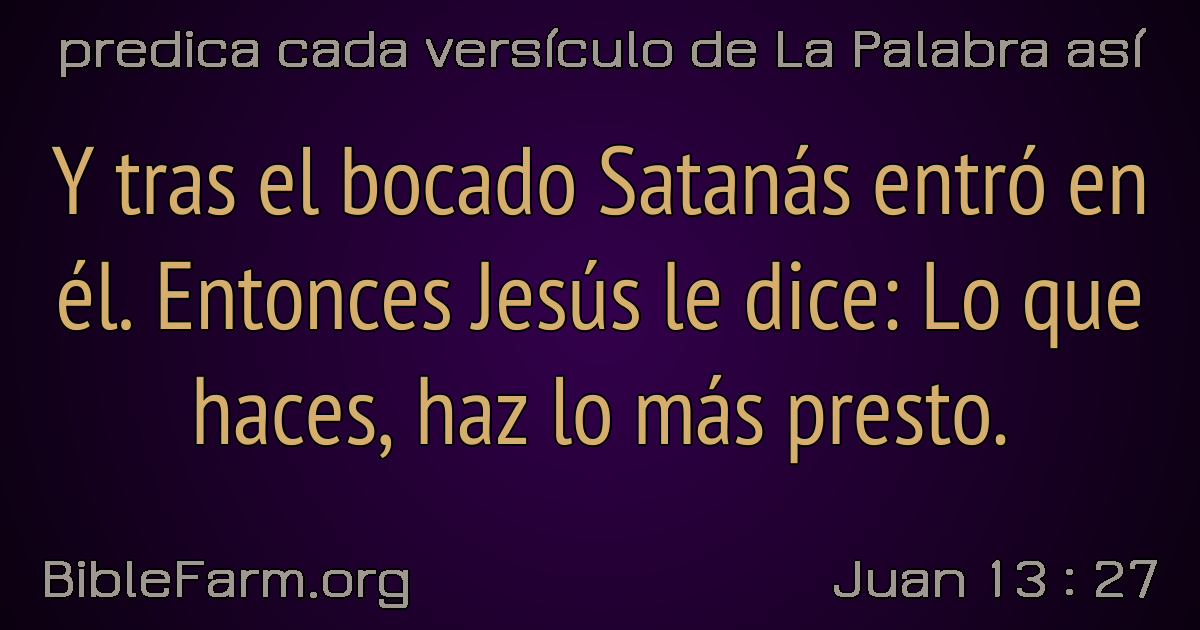 predica cada versículo de La Palabra así
Y tras el bocado Satanás entró en
él. Entonces Jesús le dice: Lo que
haces, haz lo más presto.
BibleFarm.org
Juan 13 : 27